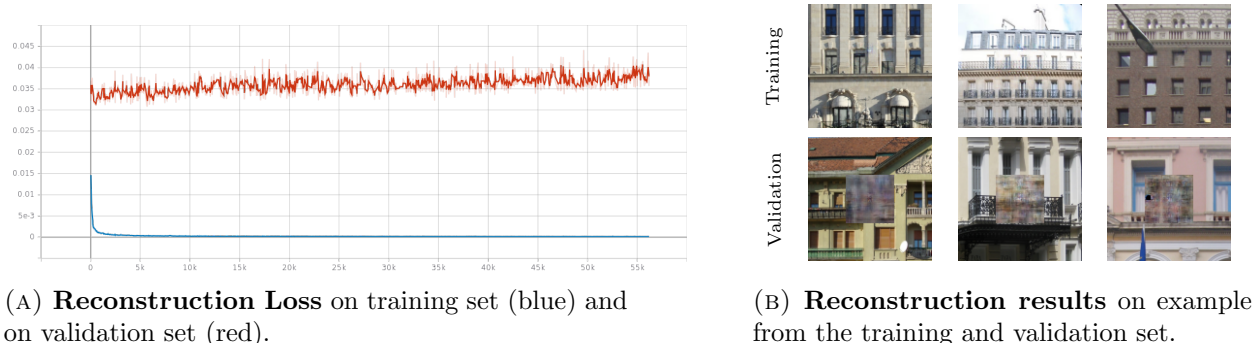 0.045
0.04
0.035
0.03
0.025
0.02
0.015
0.01
5e-3
0
0 5k 10k 15k 20k 25k 30k 35k 40k 45k 50k 55k
(A) Reconstruction Loss on training set (blue) and
on validation set (red).
Training
Validation
(B) Reconstruction results on example
from the training and validation set.